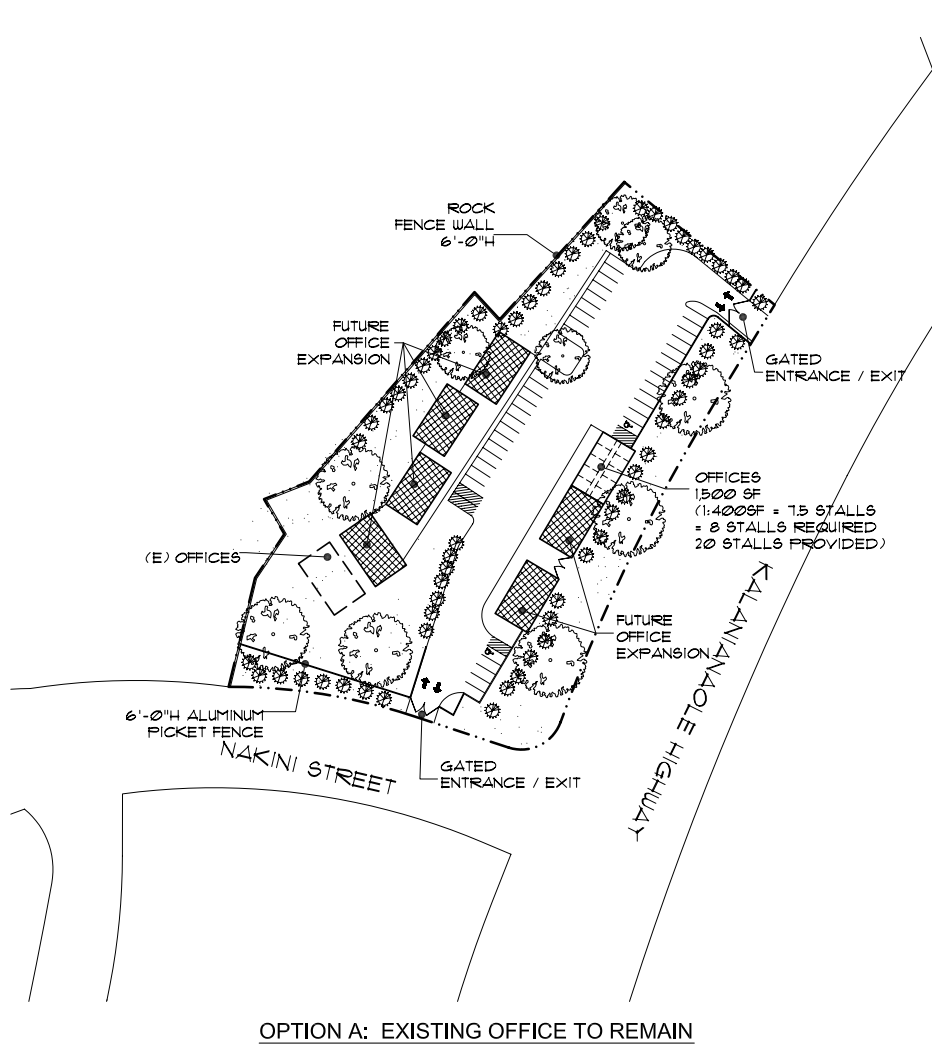 ROCK
FENCE WALL
6'-0"H
FUTURE
OFFICE
EXPANSION
GATED
ENTRANCE / EXIT
OFFICES
1,500 SF
(1:400SF = 7.5 STALLS
= 8 STALLS REQUIRED
20 STALLS PROVIDED)
(E) OFFICES
KALANIANAOLE HIGHWAY
FUTURE
OFFICE
EXPANSION
6'-0"H ALUMINUM
PICKET FENCE
NAKINI STREET
GATED
ENTRANCE / EXIT
OPTION A: EXISTING OFFICE TO REMAIN